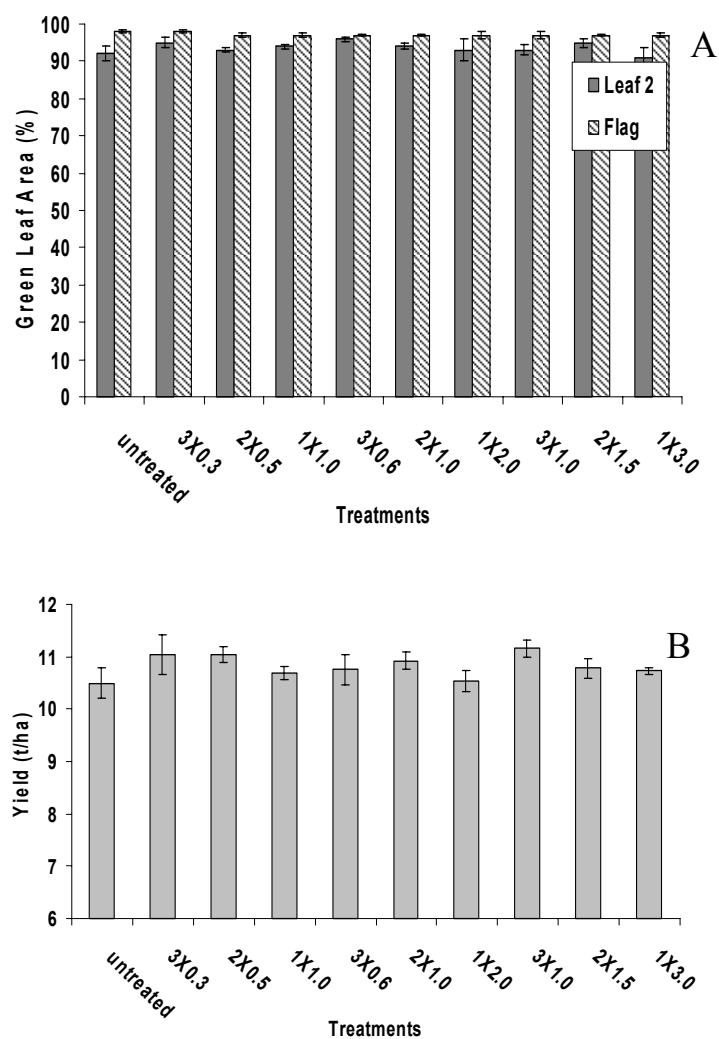 A
100
90
80
70
60
50
40
30
20
10
0
Green Leaf Area (%)
Leaf 2
Flag
untreated
3X0.3
2X0.5
1X1.0
3X0.6
2X1.0
1X2.0
3X1.0
2X1.5
1X3.0
Treatments
B
12
11
10
9
8
7
6
Yield (t/ha)
untreated
3X0.3
2X0.5
1X1.0
3X0.6
2X1.0
1X2.0
3X1.0
2X1.5
1X3.0
Treatments